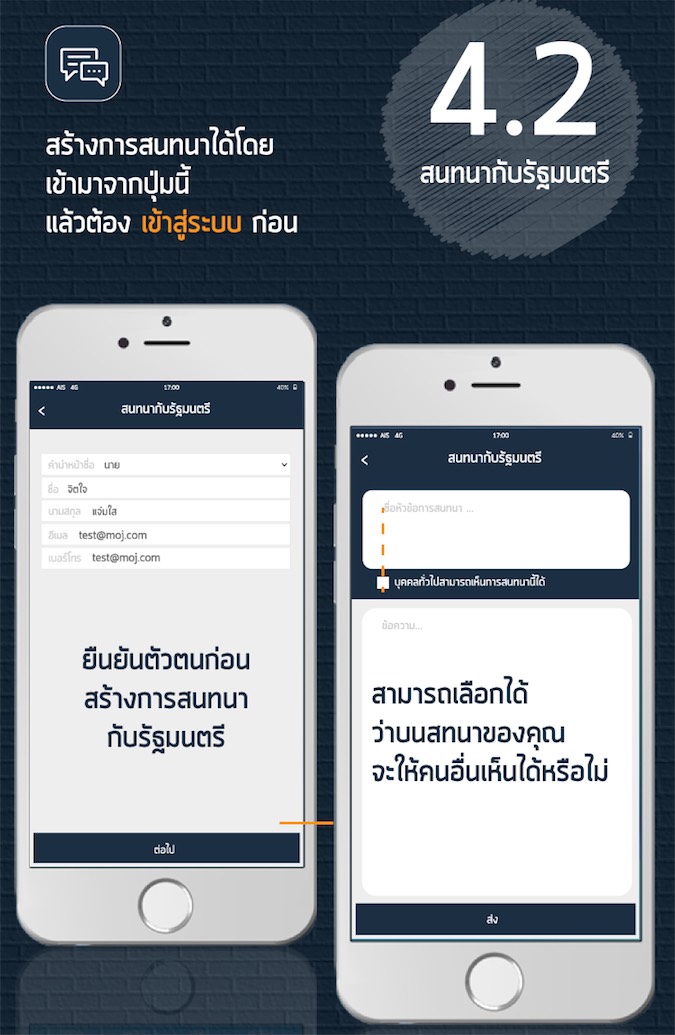 4.2
สนทนากับรัฐมนตรี
สร้างการสนทนาได้โดย
เข้ามาจากปุ่มนี้
แล้วต้อง เข้าสู่ระบบ ก่อน
AIS 4G 17:00 40%
สนทนากับรัฐมนตรี
คำนำหน้าชื่อ นาย
ชื่อ จิตใจ
นามสกุล แจ่มใส
อีเมล test@moj.com
เบอร์โทร test@moj.com
ยืนยันตัวตนก่อน
สร้างการสนทนา
กับรัฐมนตรี
ต่อไป
AIS 4G 17:00 40%
สนทนากับรัฐมนตรี
ชื่อหัวข้อการสนทนา ...
บุคคลทั่วไปสามารถเห็นการสนทนานี้ได้
ข้อความ...
สามารถเลือกได้
ว่าบนสทนาของคุณ
จะให้คนอื่นเห็นได้หรือไม่
ส่ง